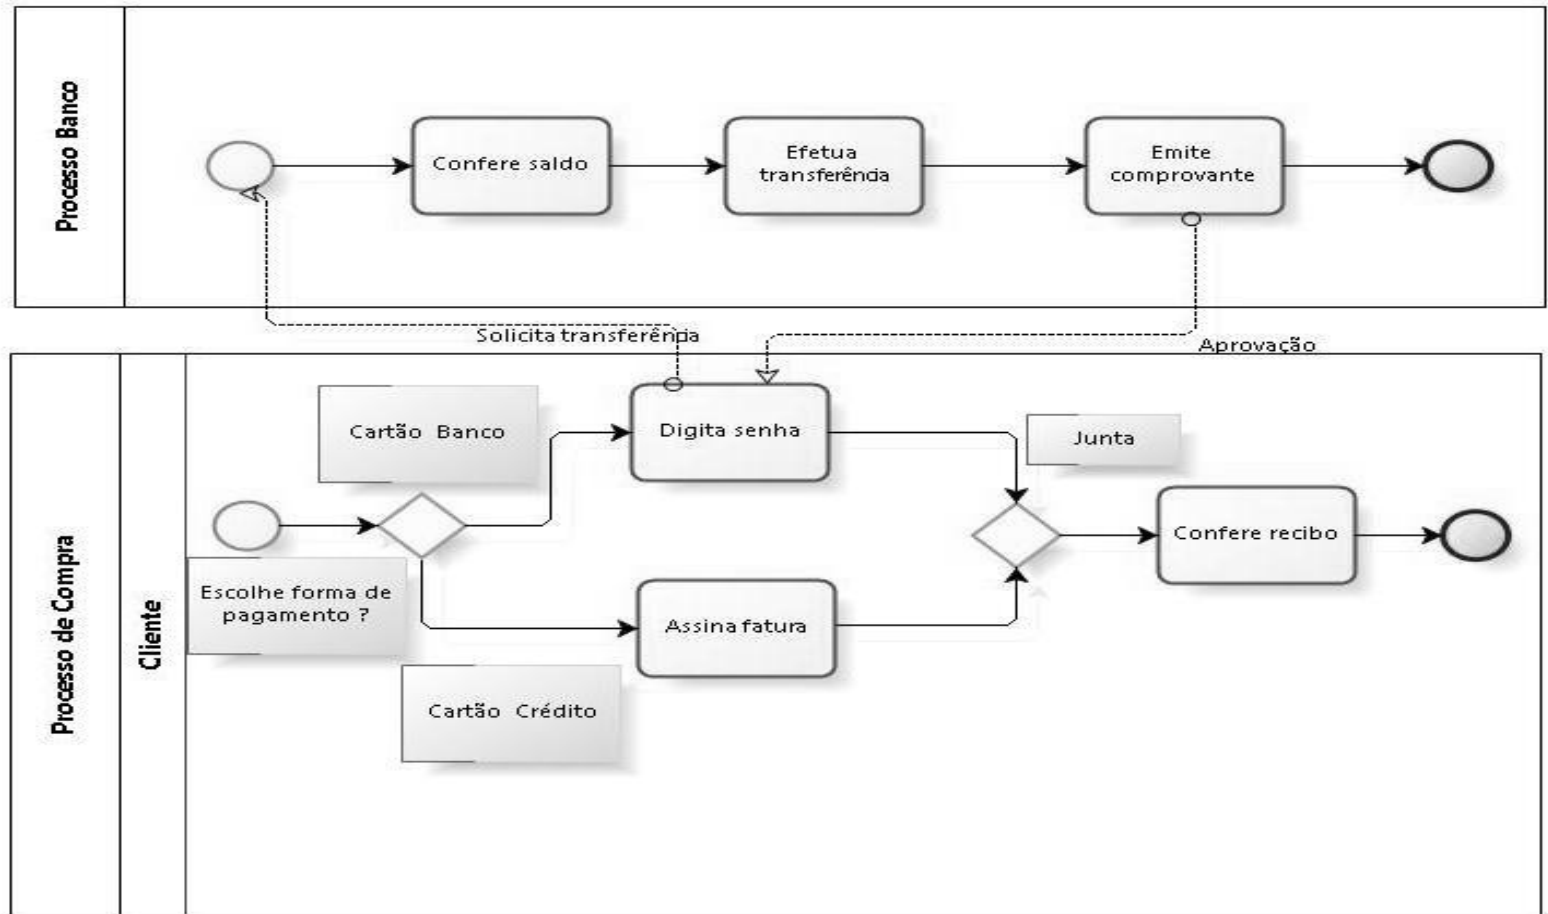 Processo Banco
Confere saldo
Efetua
transferência
Emite
comprovante
Solicita transferência
Aprovação
Processo de Compra
Cliente
Cartão Banco
Digita senha
Junta
Escolhe forma de
pagamento ?
Confere recibo
Assina fatura
Cartão Crédito